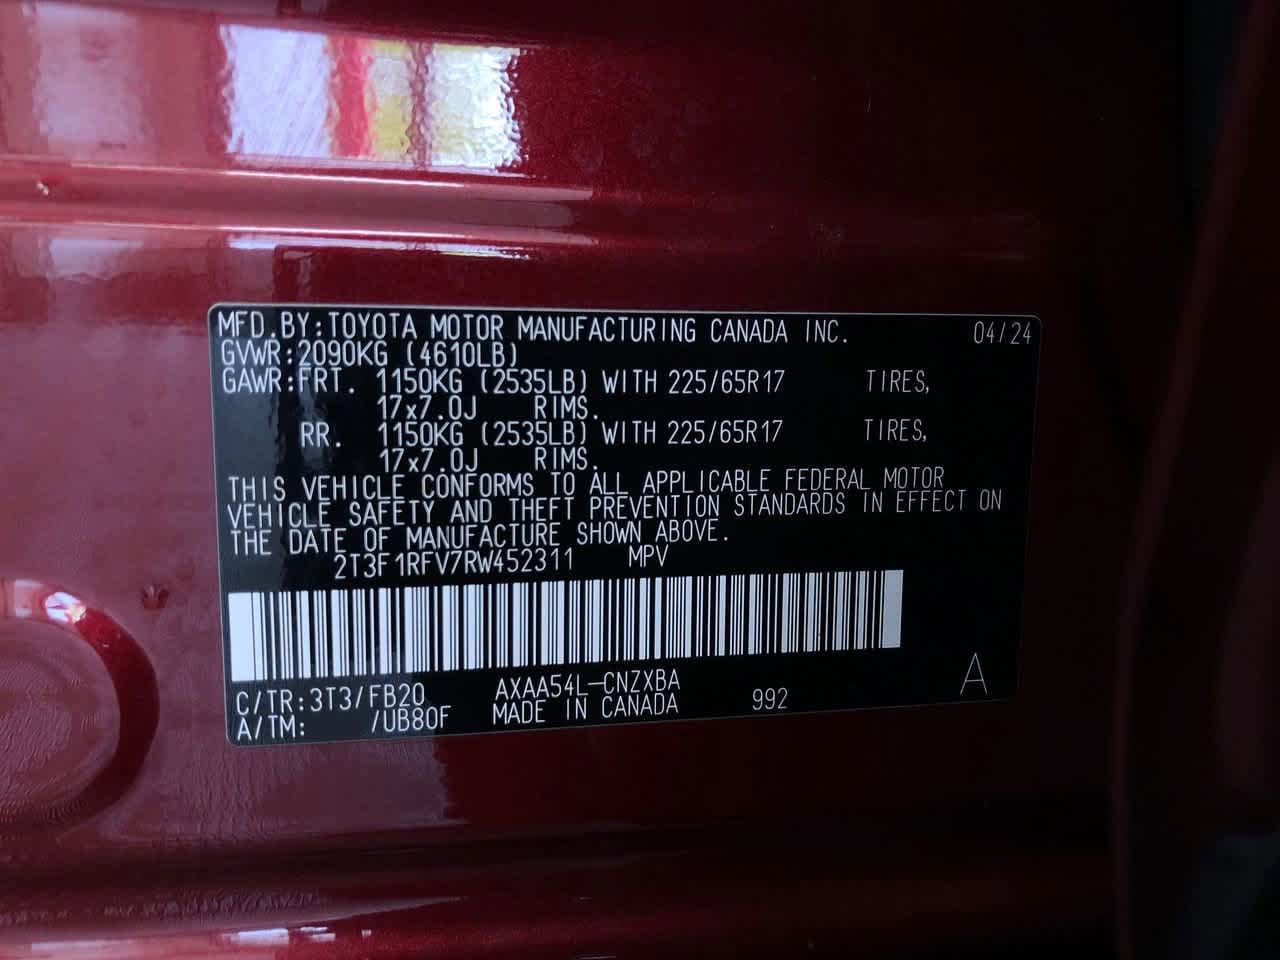 MFD.BY:TOYOTA MOTOR MANUFACTURING CANADA INC. 04/24
GVWR:2090KG (4610LB)
GAWR:FRT. 1150KG (2535LB) WITH 225/65R17 TIRES,
17x7.0J RIMS.
RR. 1150KG (2535LB) WITH 225/65R17 TIRES,
17x7.0J RIMS.
THIS VEHICLE CONFORMS TO ALL APPLICABLE FEDERAL MOTOR
VEHICLE SAFETY AND THEFT PREVENTION STANDARDS IN EFFECT ON
THE DATE OF MANUFACTURE SHOWN ABOVE.
2T3F1RFV7RW452311 MPV
C/TR:3T3/FB20 AXAA54L-CNZXBA
A/TM: /UB80F MADE IN CANADA 992 A